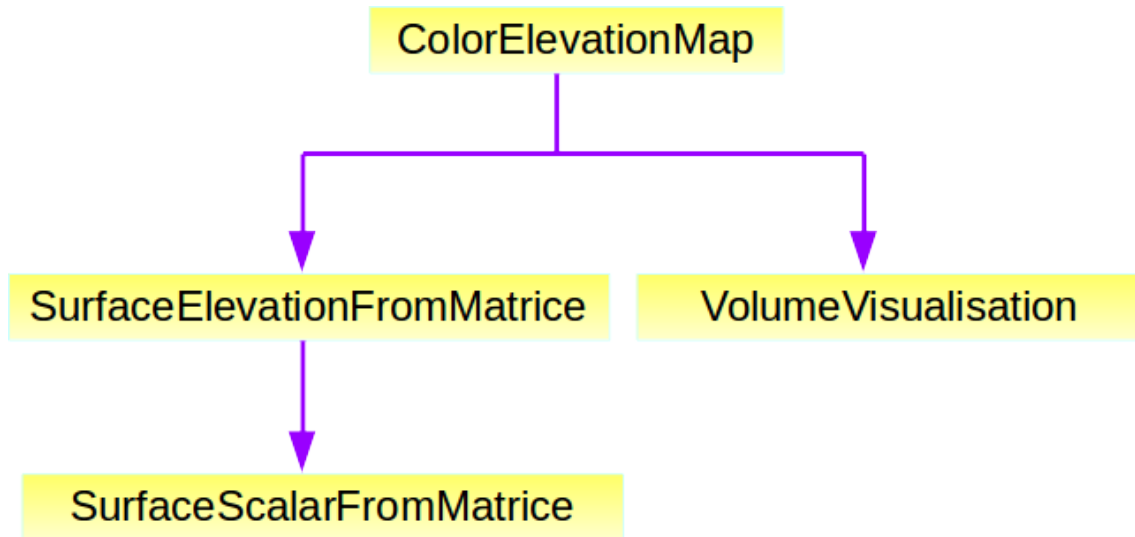 ColorElevationMap
SurfaceElevationFromMatrice
VolumeVisualisation
SurfaceScalarFromMatrice